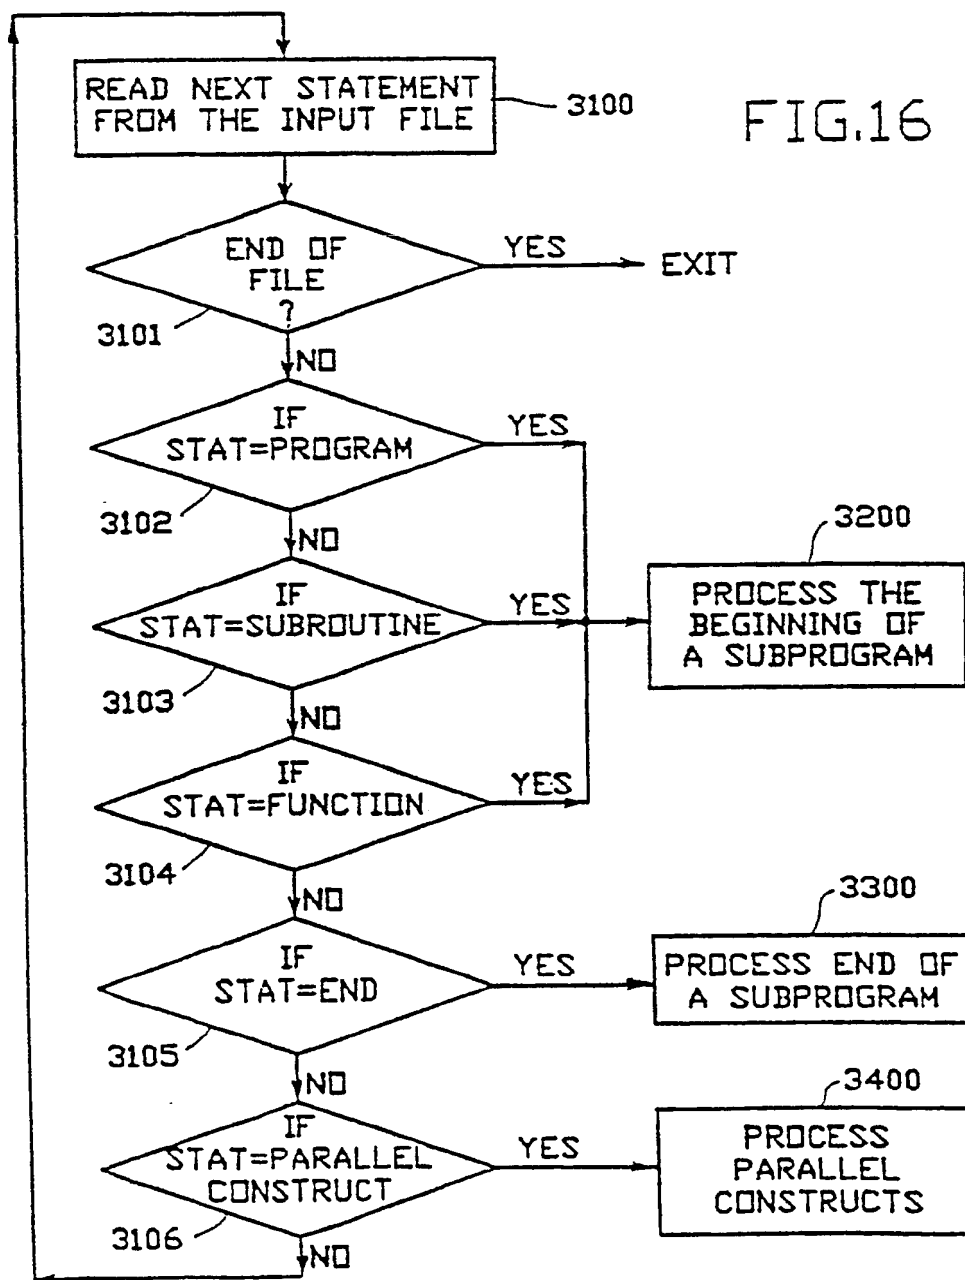 READ NEXT STATEMENT
FROM THE INPUT FILE
3100
FIG.16
END OF
FILE
?
YES
EXIT
3101
NO
IF
STAT=PROGRAM
YES
3102
NO
3200
IF
STAT=SUBROUTINE
YES
PROCESS THE
BEGINNING OF
A SUBPROGRAM
3103
NO
IF
STAT=FUNCTION
YES
3104
NO
3300
IF
STAT=END
YES
PROCESS END OF
A SUBPROGRAM
3105
NO
3400
IF
STAT=PARALLEL
CONSTRUCT
YES
PROCESS
PARALLEL
CONSTRUCTS
3106
NO